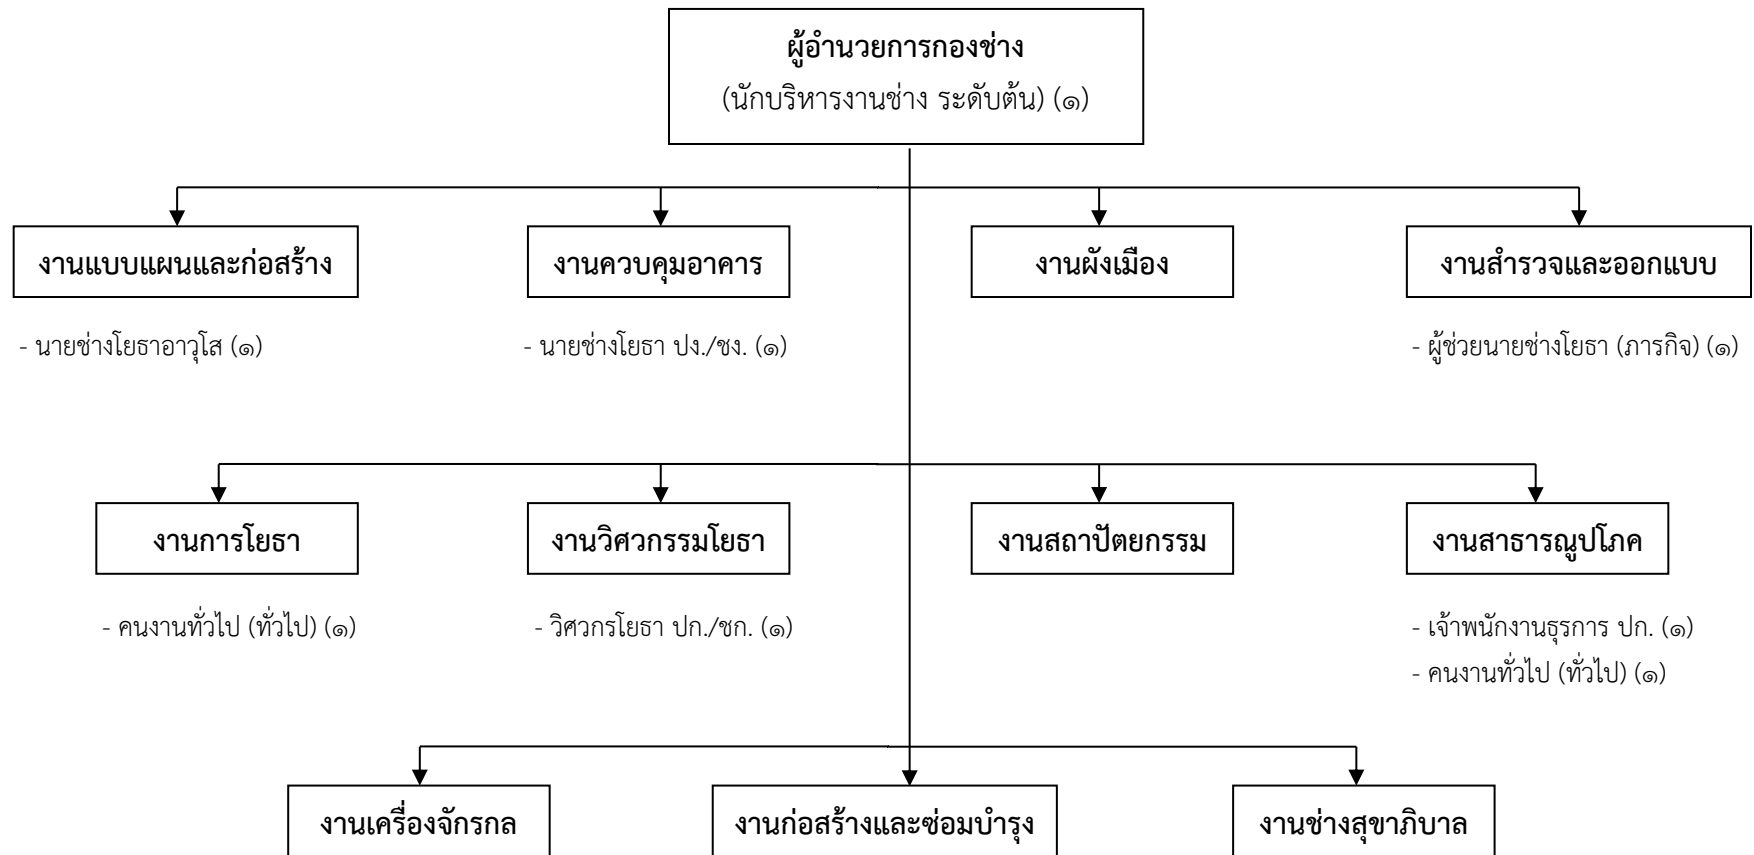 ผู้อำนวยการกองช่าง
(นักบริหารงานช่าง ระดับต้น) (๑)
งานแบบแผนและก่อสร้าง
งานควบคุมอาคาร
งานผังเมือง
งานสำรวจและออกแบบ
- นายช่างโยธาอาวุโส (๑)
- นายช่างโยธา ปง./ชง. (๑)
- ผู้ช่วยนายช่างโยธา (ภารกิจ) (๑)
งานการโยธา
งานวิศวกรรมโยธา
งานสถาปัตยกรรม
งานสาธารณูปโภค
- คนงานทั่วไป (ทั่วไป) (๑)
- วิศวกรโยธา ปก./ชก. (๑)
- เจ้าพนักงานธุรการ ปก. (๑)
- คนงานทั่วไป (ทั่วไป) (๑)
งานเครื่องจักรกล
งานก่อสร้างและซ่อมบำรุง
งานช่างสุขาภิบาล